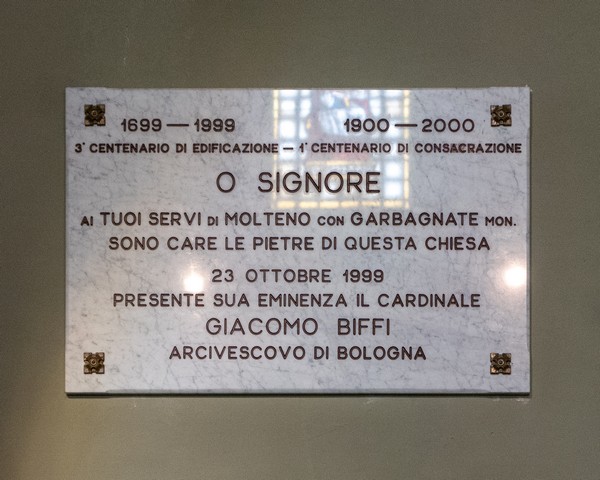 1699 — 1999 1900 — 2000
3° CENTENARIO DI EDIFICAZIONE — 1° CENTENARIO DI CONSACRAZIONE
O SIGNORE
AI TUOI SERVI DI MOLTENO CON GARBAGNATE MON.
SONO CARE LE PIETRE DI QUESTA CHIESA
23 OTTOBRE 1999
PRESENTE SUA EMINENZA IL CARDINALE
GIACOMO BIFFI
ARCIVESCOVO DI BOLOGNA